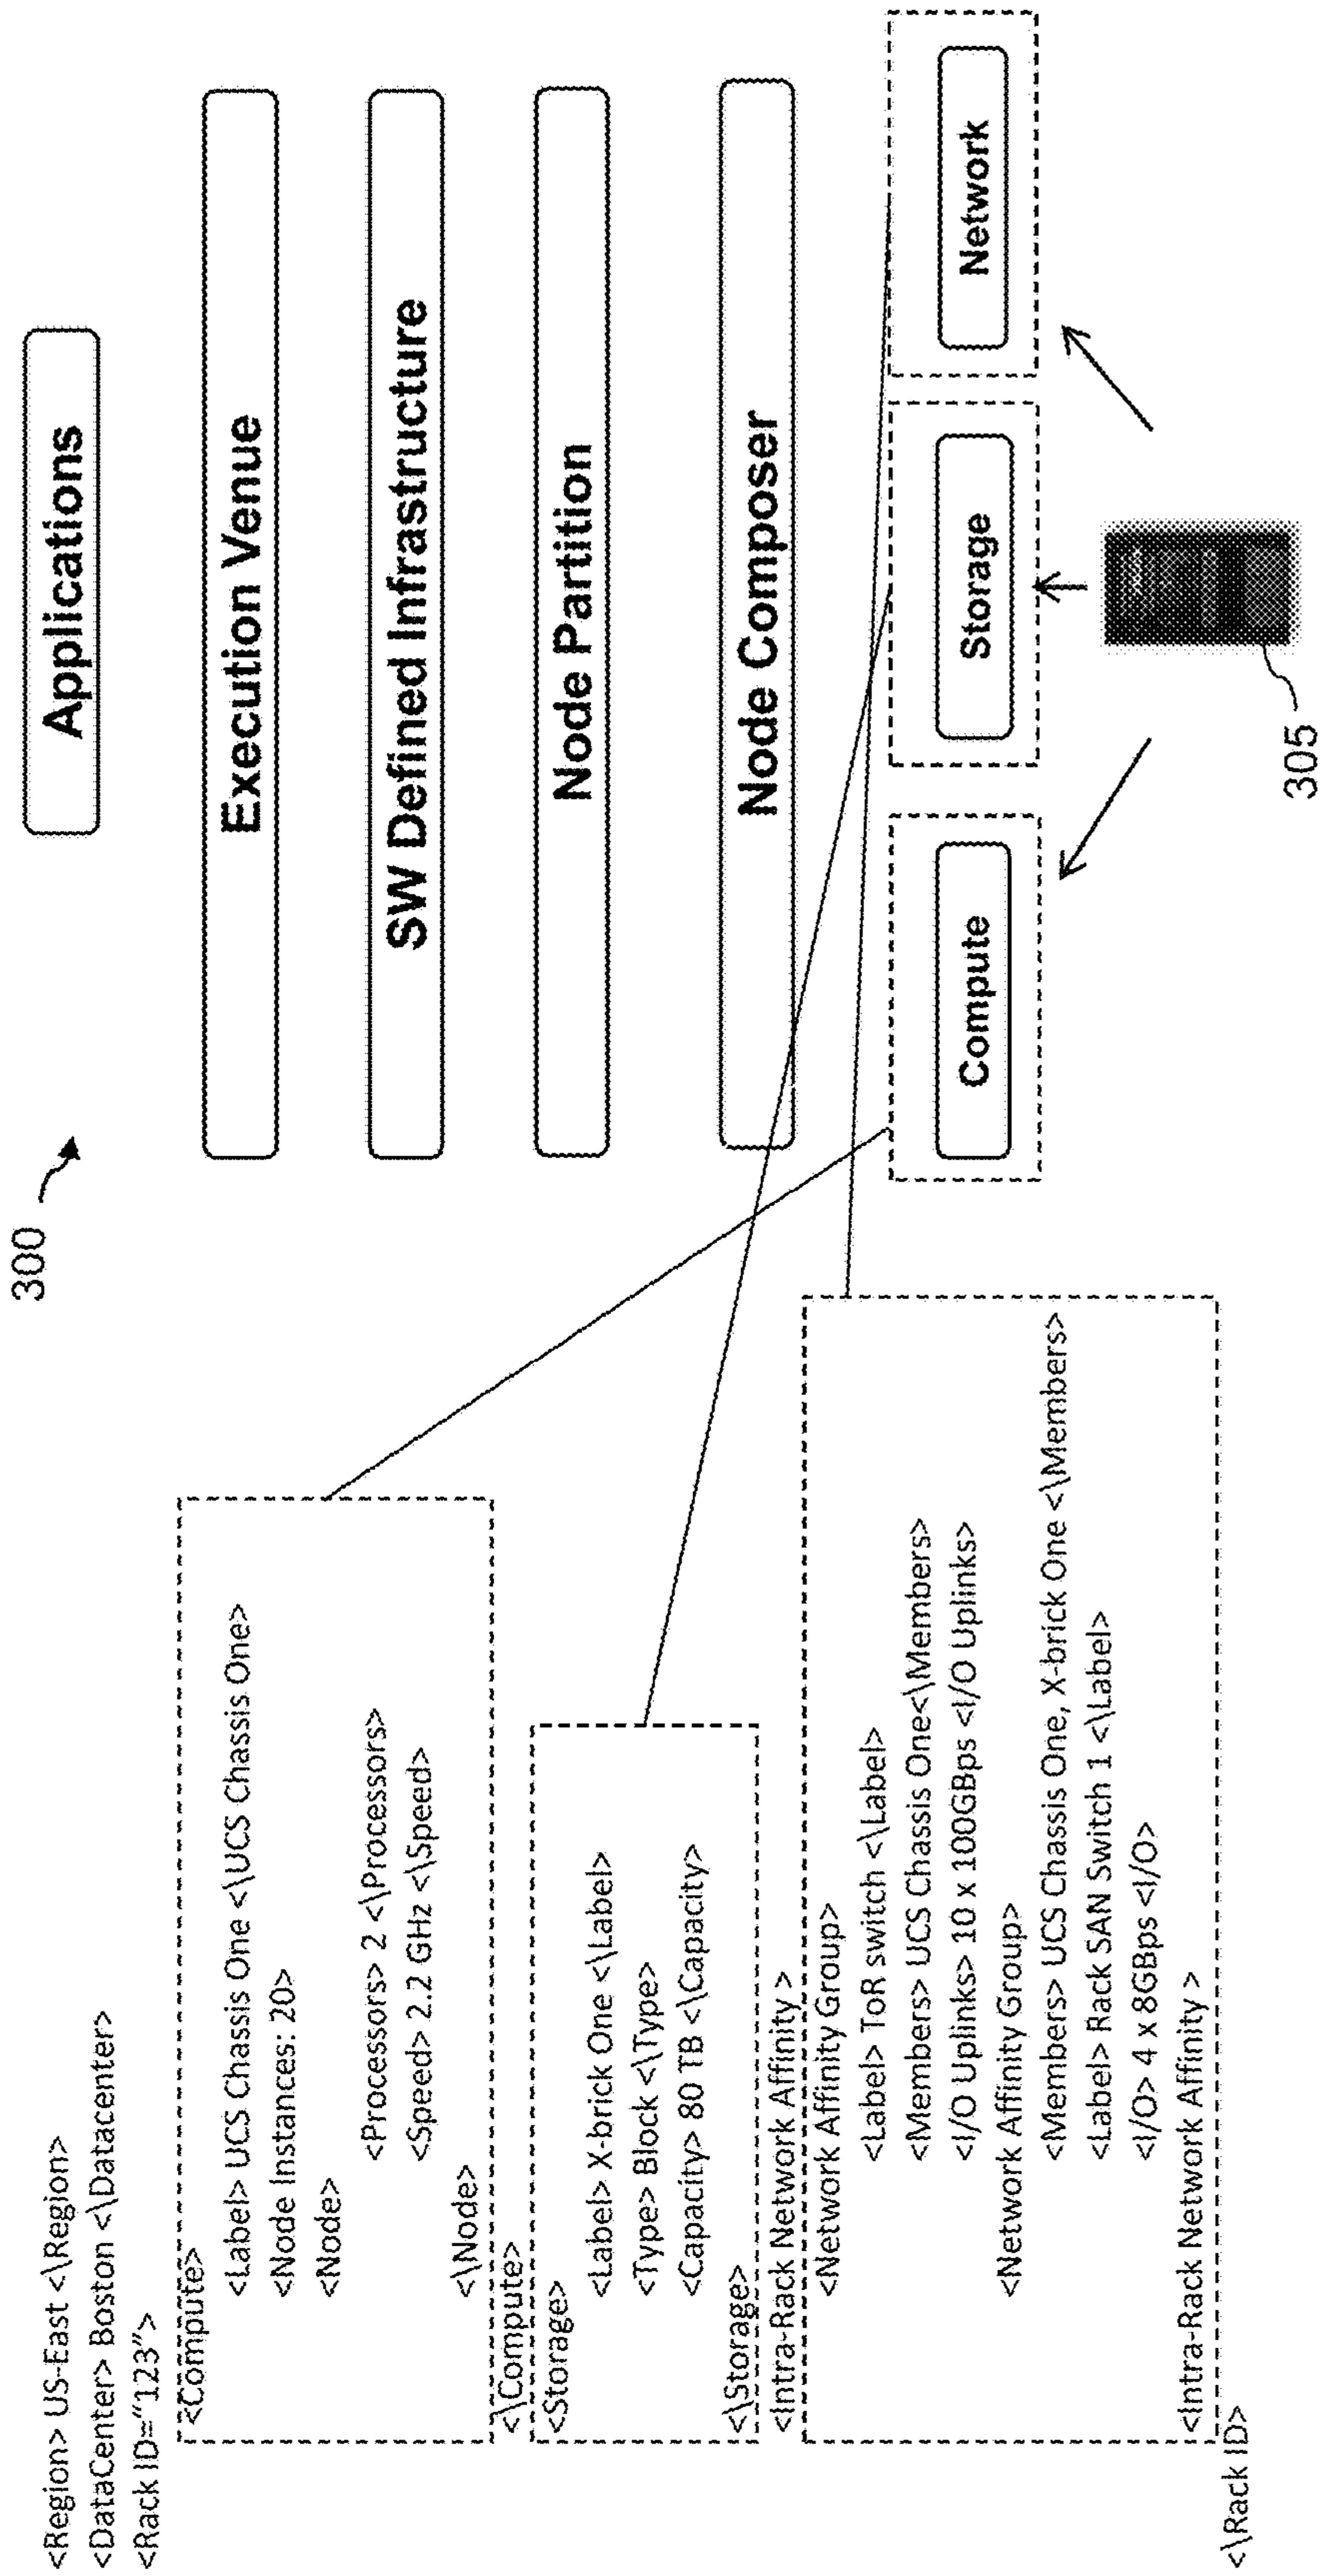 <Region> US-East <\Region>
<DataCenter> Boston <\Datacenter>
<Rack ID="123">
<Compute>
<Label> UCS Chassis One <\UCS Chassis One>
<Node Instances: 20>
<Node>
<Processors> 2 <\Processors>
<Speed> 2.2 GHz <\Speed>
<\Node>
<\Compute>
<Storage>
<Label> X-brick One <\Label>
<Type> Block <\Type>
<Capacity> 80 TB <\Capacity>
<\Storage>
<Intra-Rack Network Affinity >
<Network Affinity Group>
<Label> ToR switch <\Label>
<Members> UCS Chassis One<\Members>
<I/O Uplinks> 10 x 100GBps <I/O Uplinks>
<Network Affinity Group>
<Members> UCS Chassis One, X-brick One <\Members>
<Label> Rack SAN Switch 1 <\Label>
<I/O> 4 x 8GBps <I/O>
<Intra-Rack Network Affinity >
<\Rack ID>
300
Applications
Execution Venue
SW Defined Infrastructure
Node Partition
Node Composer
Compute
Storage
Network
305